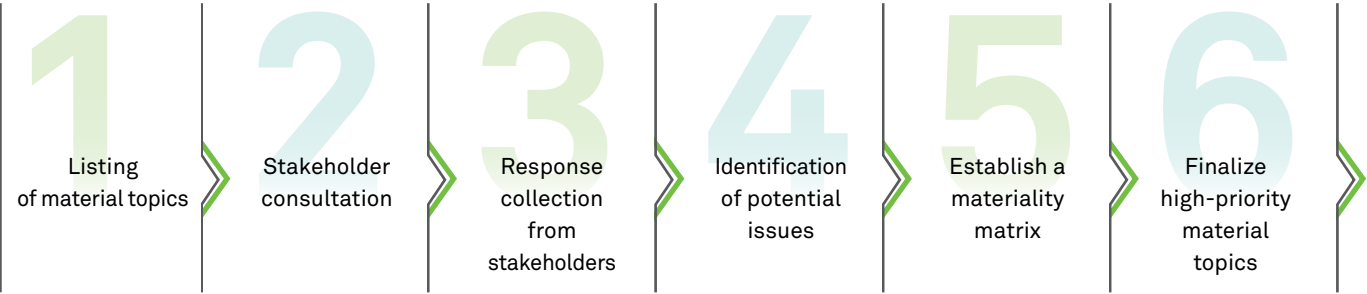 1
Listing
of material topics
2
Stakeholder
consultation
3
Response
collection
from
stakeholders
4
Identification
of potential
issues
5
Establish a
materiality
matrix
6
Finalize
high-priority
material
topics